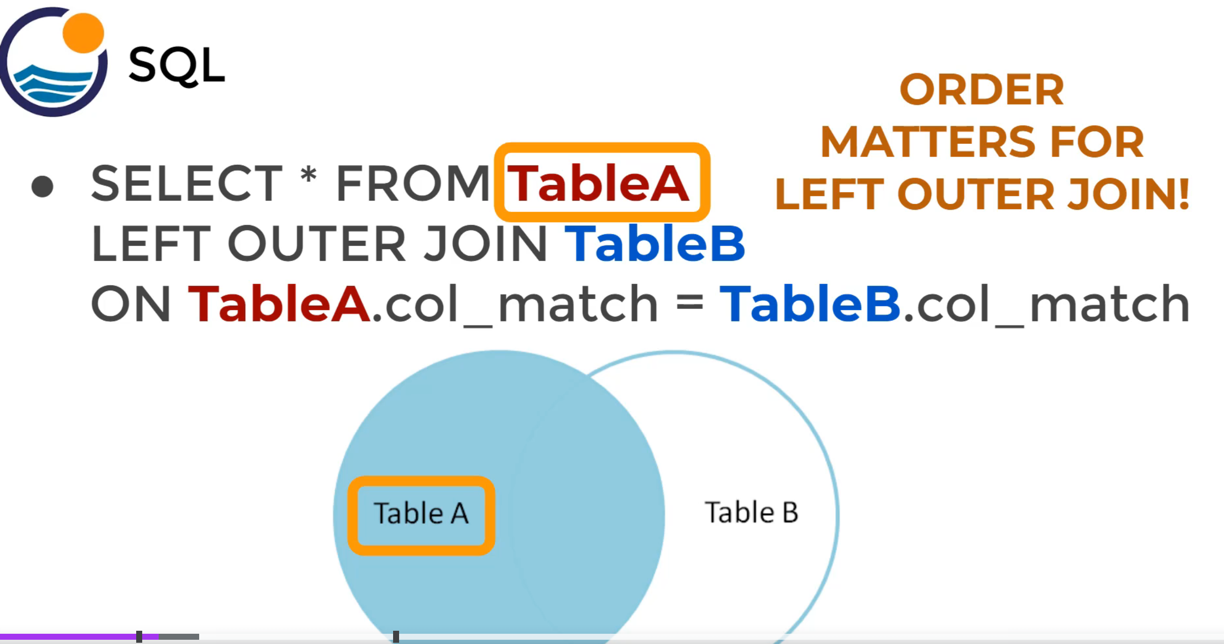 SQL
ORDER
MATTERS FOR
LEFT OUTER JOIN!
● SELECT * FROM TableA
LEFT OUTER JOIN TableB
ON TableA.col_match = TableB.col_match
Table A
Table B